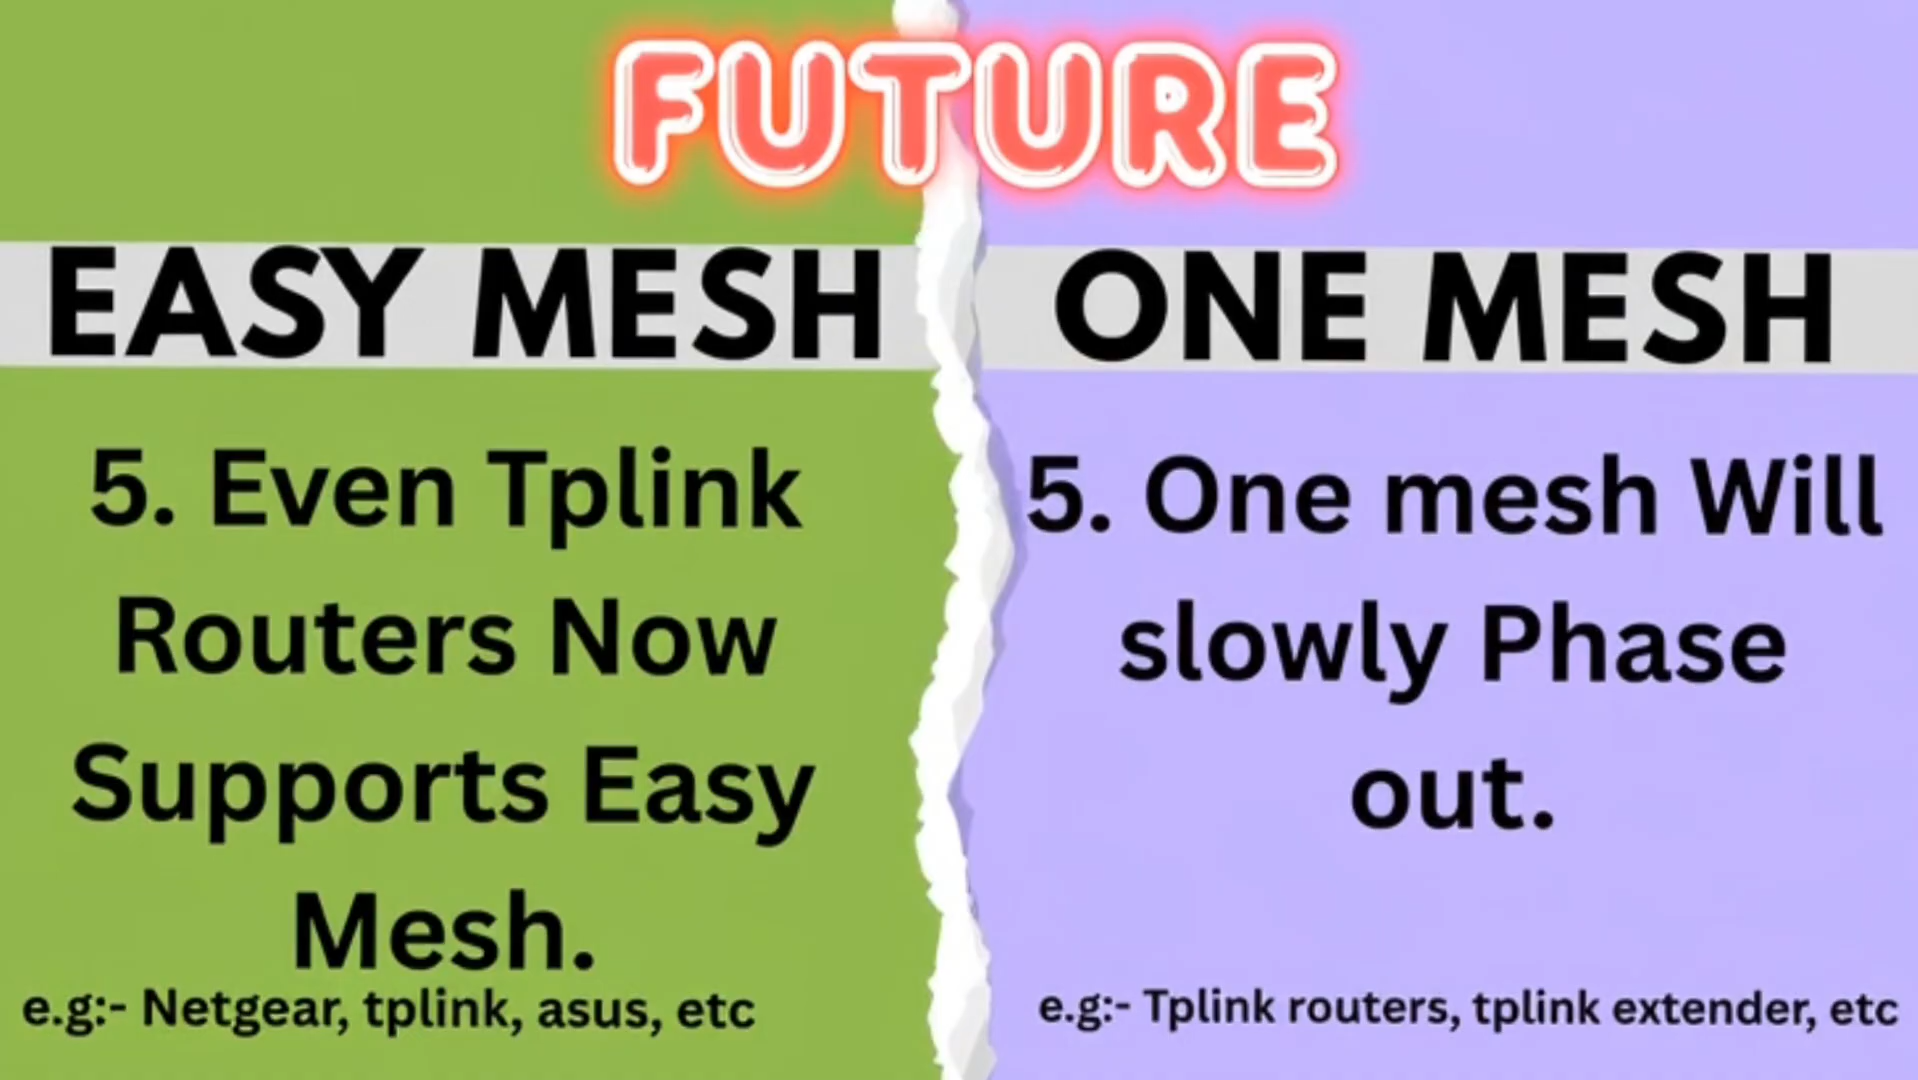 FUTURE
EASY MESH
5. Even Tplink
Routers Now
Supports Easy
Mesh.
e.g:- Netgear, tplink, asus, etc
ONE MESH
5. One mesh Will
slowly Phase
out.
e.g:- Tplink routers, tplink extender, etc